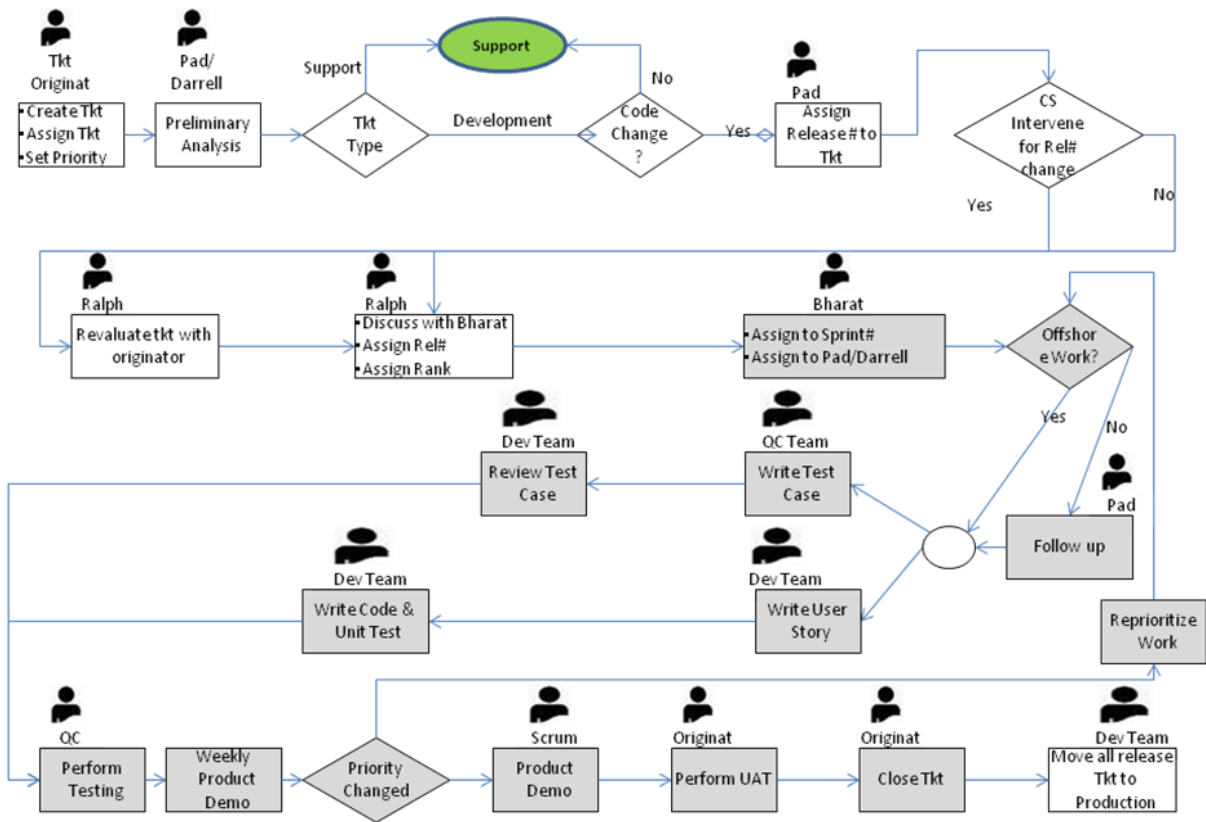 Tkt
Originat
▪Create Tkt
▪Assign Tkt
▪Set Priority
Pad/
Darrell
Preliminary
Analysis
Support
Tkt
Type
Support
Development
No
Code
Change
?
Yes
Pad
Assign
Release# to
Tkt
CS
Intervene
for Rel#
change
Yes
No
Ralph
Revaluate tkt with
originator
Ralph
▪Discuss with Bharat
▪Assign Rel#
▪Assign Rank
Bharat
▪Assign to Sprint#
▪Assign to Pad/Darrell
Offshor
e Work?
Yes
No
Dev Team
Review Test
Case
QC Team
Write Test
Case
Pad
Follow up
Dev Team
Write Code &
Unit Test
Dev Team
Write User
Story
Reprioritize
Work
QC
Perform
Testing
Weekly
Product
Demo
Priority
Changed
Scrum
Product
Demo
Originat
Perform UAT
Originat
Close Tkt
Dev Team
Move all release
Tkt to
Production